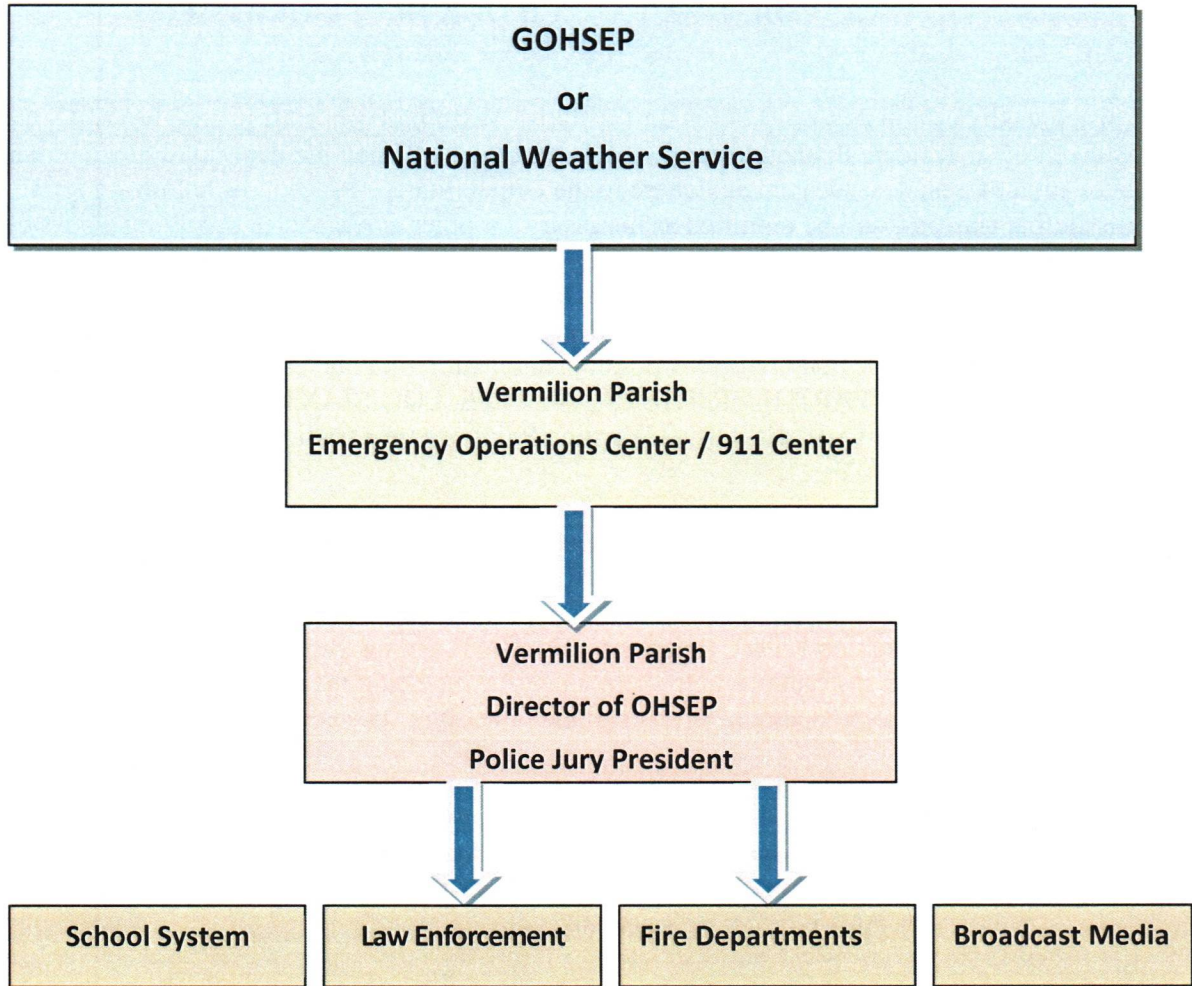 GOHSEP
or
National Weather Service
Vermilion Parish
Emergency Operations Center / 911 Center
Vermilion Parish
Director of OHSEP
Police Jury President
School System
Law Enforcement
Fire Departments
Broadcast Media